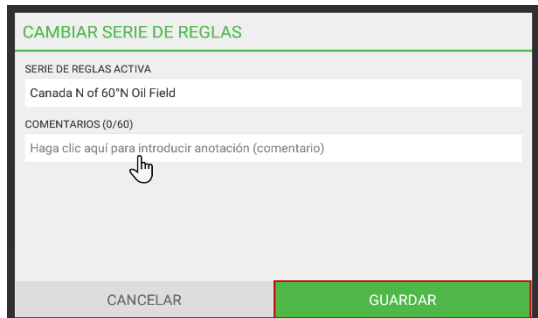 CAMBIAR SERIE DE REGLAS
SERIE DE REGLAS ACTIVA
Canada N of 60°N Oil Field
COMENTARIOS (0/60)
Haga clic aquí para introducir anotación (comentario)
CANCELAR
GUARDAR